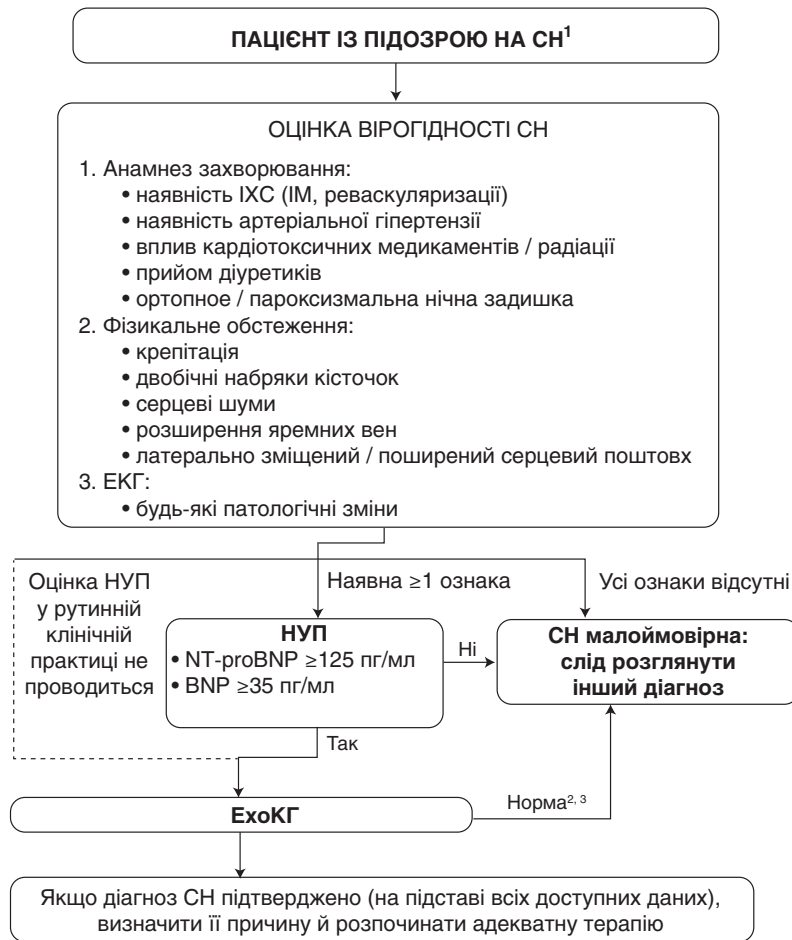 ПАЦІЄНТ ІЗ ПІДОЗРОЮ НА СН¹
ОЦІНКА ВІРОГІДНОСТІ СН
1. Анамнез захворювання:
• наявність ІХС (ІМ, реваскуляризації)
• наявність артеріальної гіпертензії
• вплив кардіотоксичних медикаментів / радіації
• прийом діуретиків
• ортопное / пароксизмальна нічна задишка
2. Фізикальне обстеження:
• крепітація
• двобічні набряки кісточок
• серцеві шуми
• розширення яремних вен
• латерально зміщений / поширений серцевий поштовх
3. ЕКГ:
• будь-які патологічні зміни
Оцінка НУП
у рутинній
клінічній
практиці не
проводиться
Наявна ≥1 ознака
Усі ознаки відсутні
НУП
• NT-proBNP ≥125 пг/мл
• BNP ≥35 пг/мл
Ні
СН малоймовірна:
слід розглянути
інший діагноз
Так
ЕхоКГ
Норма²˒ ³
Якщо діагноз СН підтверджено (на підставі всіх доступних даних),
визначити її причину й розпочинати адекватну терапію